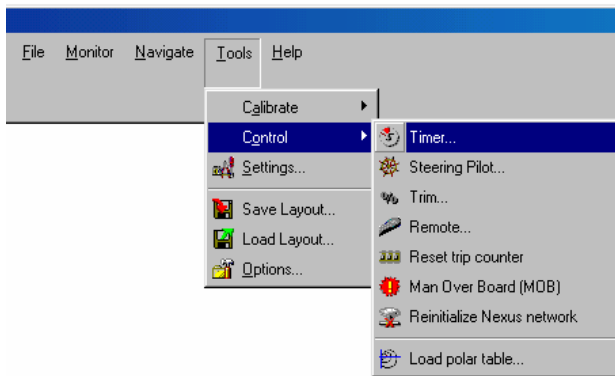 File Monitor Navigate Tools Help
Calibrate
Control
Settings...
Save Layout...
Load Layout...
Options...
Timer...
Steering Pilot...
Trim...
Remote...
Reset trip counter
Man Over Board (MOB)
Reinitialize Nexus network
Load polar table...